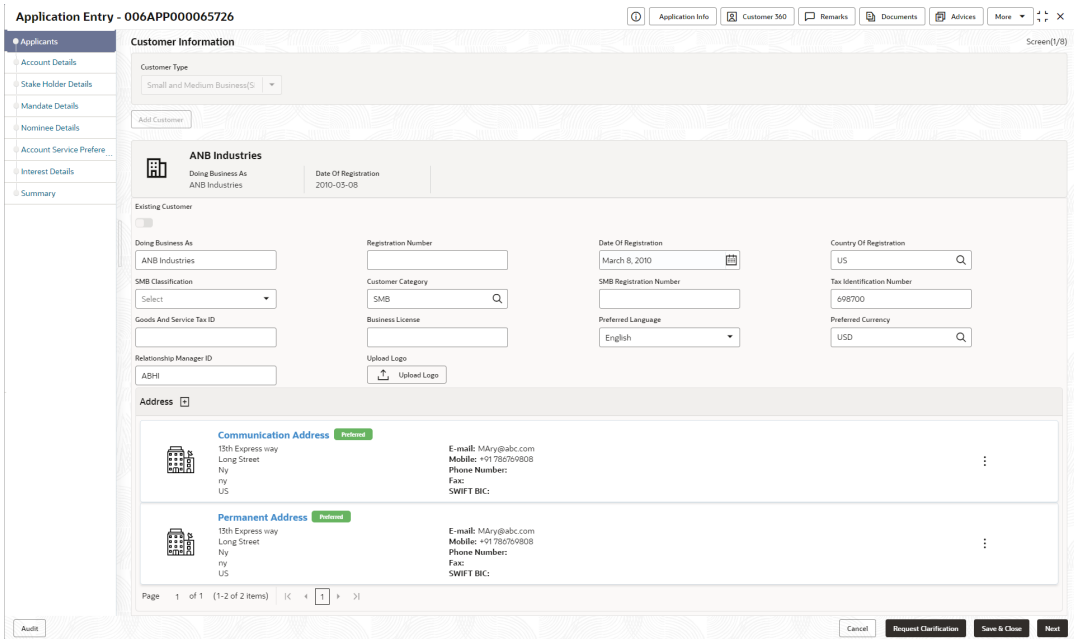 Application Entry - 006APP000065726
Application Info
Customer 360
Remarks
Documents
Advices
More
Applicants
Account Details
Stake Holder Details
Mandate Details
Nominee Details
Account Service Prefere ...
Interest Details
Summary
Customer Information
Screen(1/8)
Customer Type
Small and Medium Business(S
Add Customer
ANB Industries
Doing Business As
ANB Industries
Date Of Registration
2010-03-08
Existing Customer
Doing Business As
Registration Number
Date Of Registration
Country Of Registration
ANB Industries
March 8, 2010
US
SMB Classification
Customer Category
SMB Registration Number
Tax Identification Number
Select
SMB
698700
Goods And Service Tax ID
Business License
Preferred Language
Preferred Currency
English
USD
Relationship Manager ID
Upload Logo
ABHI
Upload Logo
Address
Communication Address Preferred
13th Express way
Long Street
Ny
ny
US
E-mail: MAry@abc.com
Mobile: +91 786769808
Phone Number:
Fax:
SWIFT BIC:
Permanent Address Preferred
13th Express way
Long Street
Ny
ny
US
E-mail: MAry@abc.com
Mobile: +91 786769808
Phone Number:
Fax:
SWIFT BIC:
Page 1 of 1 (1-2 of 2 items) 1
Audit
Cancel
Request Clarification
Save & Close
Next